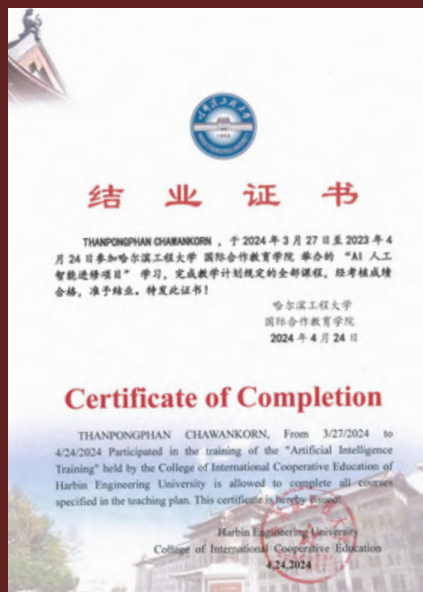 结业证书
THANPONGPHAN CHAWANKORN ，于 2024 年 3 月 27 日至 2023 年 4
月 24 日参加哈尔滨工程大学 国际合作教育学院 举办的 “AI 人工
智能进修项目” 学习，完成教学计划规定的全部课程，经考核成绩
合格，准予结业。特发此证书！
哈尔滨工程大学
国际合作教育学院
2024 年 4 月 24 日
Certificate of Completion
THANPONGPHAN CHAWANKORN, From 3/27/2024 to
4/24/2024 Participated in the training of the "Artificial Intelligence
Training" held by the College of International Cooperative Education of
Harbin Engineering University is allowed to complete all courses
specified in the teaching plan. This certificate is hereby Issued!
Harbin Engineering University
College of International Cooperative Education
4,24,2024